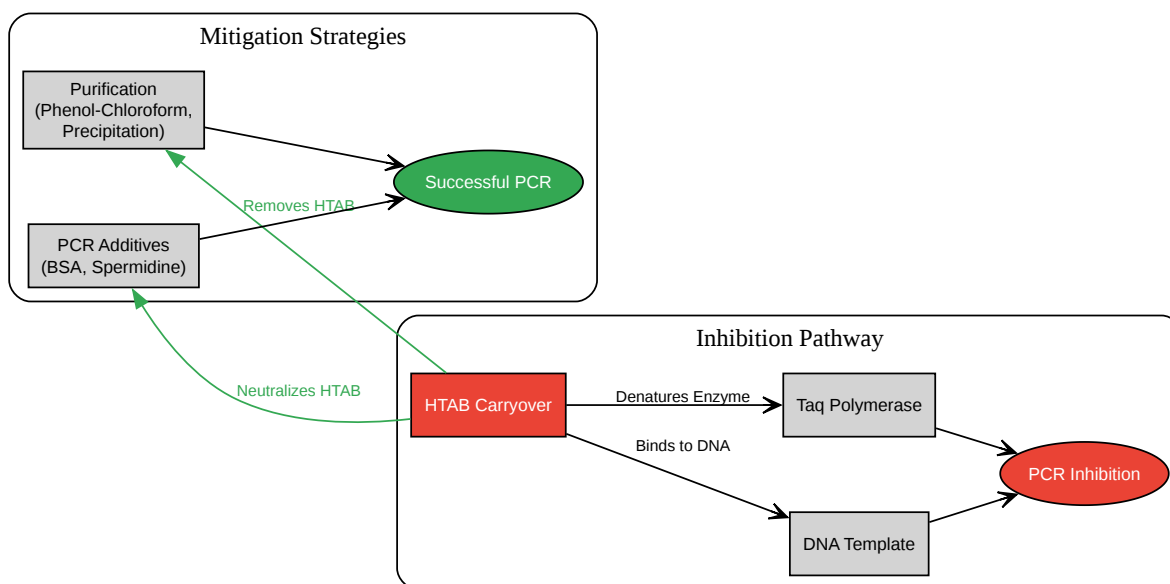 Mitigation Strategies
Purification
(Phenol-Chloroform,
Precipitation)
Successful PCR
Removes HTAB
PCR Additives
(BSA, Spermidine)
Inhibition Pathway
Neutralizes HTAB
HTAB Carryover
Denatures Enzyme
Taq Polymerase
Binds to DNA
PCR Inhibition
DNA Template